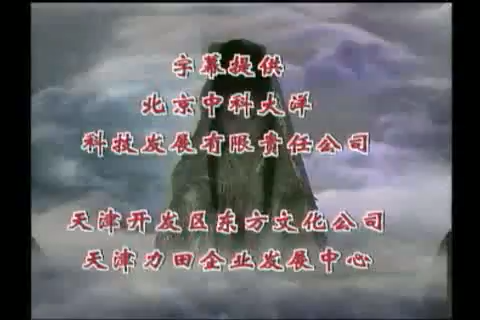 字幕提供
北京中科大洋
科技发展有限责任公司
天津开发区东方文化公司
天津力田企业发展中心